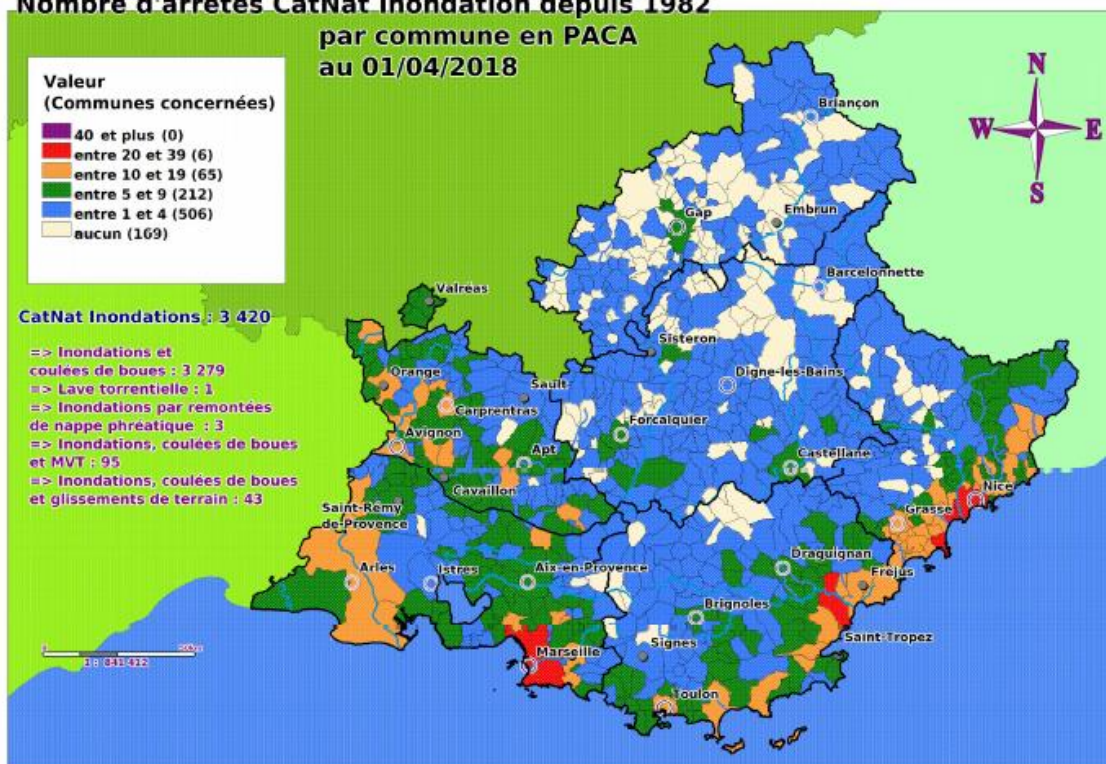 Nombre d'arrêtés CatNat Inondation depuis 1982
par commune en PACA
au 01/04/2018
Valeur
(Communes concernées)
40 et plus (0)
entre 20 et 39 (6)
entre 10 et 19 (65)
entre 5 et 9 (212)
entre 1 et 4 (506)
aucun (169)
N
W
E
S
CatNat Inondations : 3 420
=> Inondations et
coulées de boues : 3 279
=> Lave torrentielle : 1
=> Inondations par remontées
de nappe phréatique : 3
=> Inondations, coulées de boues
et MVT : 95
=> Inondations, coulées de boues
et glissements de terrain : 43
Briançon
Gap
Embrun
Barcelonnette
Valréas
Sisteron
Orange
Sault
Digne-les-Bains
Carpentras
Forcalquier
Avignon
Apt
Castellane
Cavaillon
Nice
Saint-Rémy
de-Provence
Grasse
Draguignan
Arles
Istres
Aix-en-Provence
Fréjus
Brignoles
Saint-Tropez
Signes
Marseille
Toulon
1 : 841 412